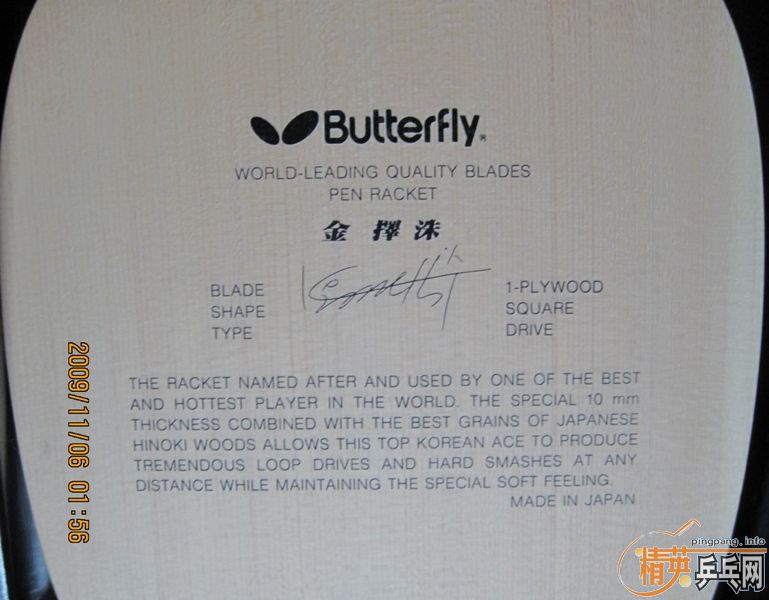 Butterfly®
WORLD-LEADING QUALITY BLADES
PEN RACKET
金擇洙
BLADE 1-PLYWOOD
SHAPE SQUARE
TYPE DRIVE
THE RACKET NAMED AFTER AND USED BY ONE OF THE BEST
AND HOTTEST PLAYER IN THE WORLD. THE SPECIAL 10 mm
THICKNESS COMBINED WITH THE BEST GRAINS OF JAPANESE
HINOKI WOODS ALLOWS THIS TOP KOREAN ACE TO PRODUCE
TREMENDOUS LOOP DRIVES AND HARD SMASHES AT ANY
DISTANCE WHILE MAINTAINING THE SPECIAL SOFT FEELING.
MADE IN JAPAN
2009/11/06 01:56
pingpang.info
精英乒乓网